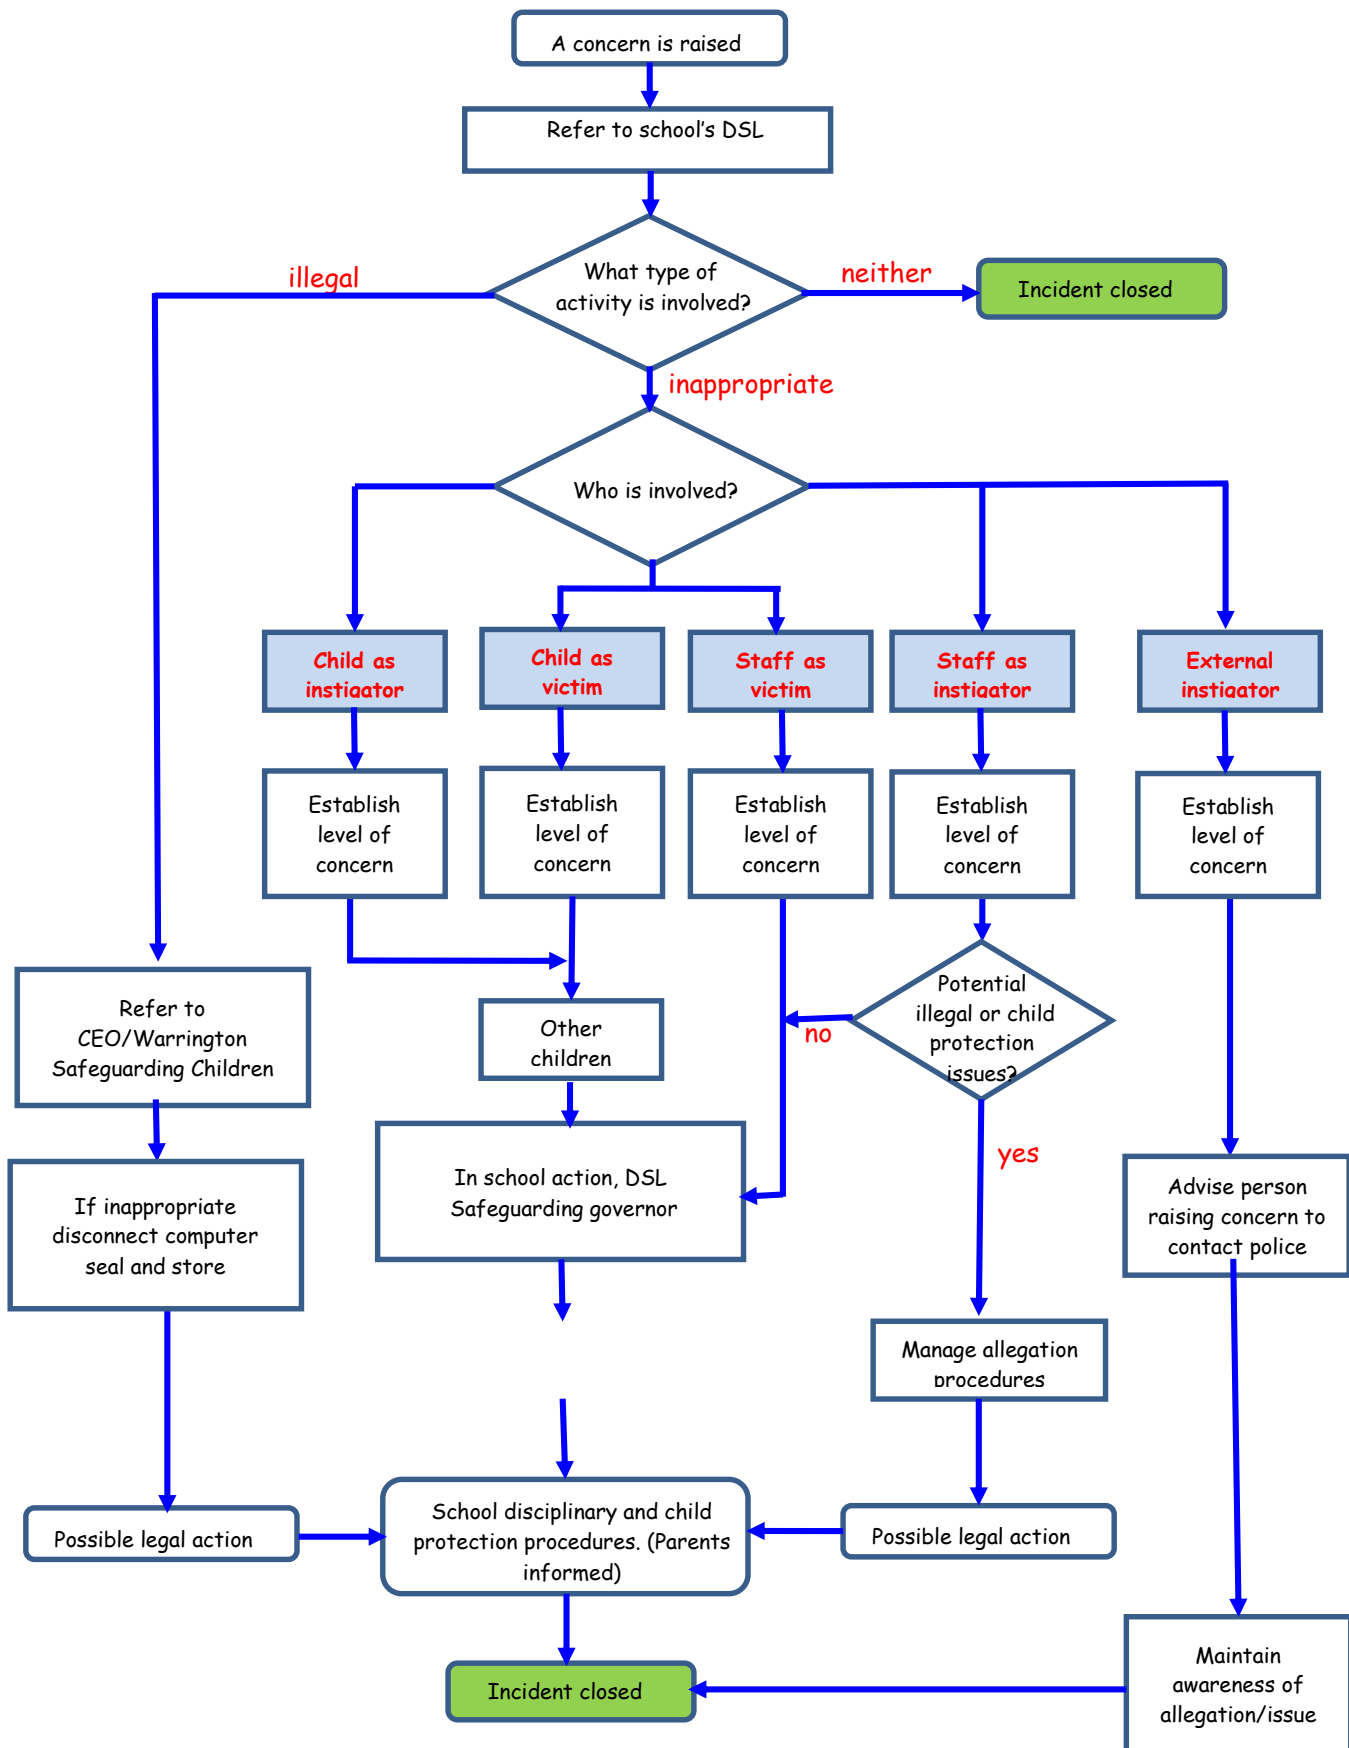 A concern is raised
Refer to school's DSL
What type of
activity is involved?
illegal
neither
Incident closed
inappropriate
Who is involved?
Child as
instigator
Child as
victim
Staff as
victim
Staff as
instigator
External
instigator
Establish
level of
concern
Establish
level of
concern
Establish
level of
concern
Establish
level of
concern
Establish
level of
concern
Refer to
CEO/Warrington
Safeguarding Children
Other
children
Potential
illegal or child
protection
issues?
no
yes
If inappropriate
disconnect computer
seal and store
In school action, DSL
Safeguarding governor
Advise person
raising concern to
contact police
Manage allegation
procedures
Possible legal action
School disciplinary and child
protection procedures. (Parents
informed)
Possible legal action
Incident closed
Maintain
awareness of
allegation/issue